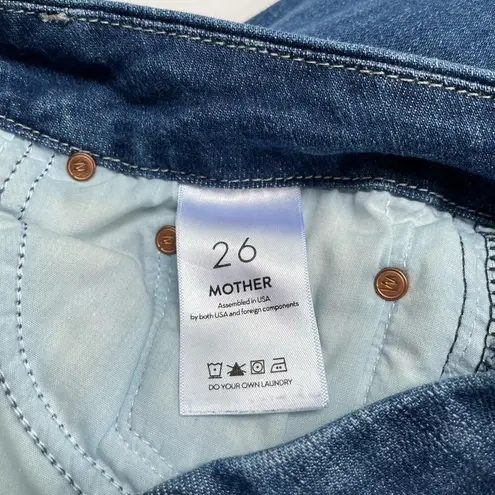 26
MOTHER
Assembled in USA
by both USA and foreign components
DO YOUR OWN LAUNDRY